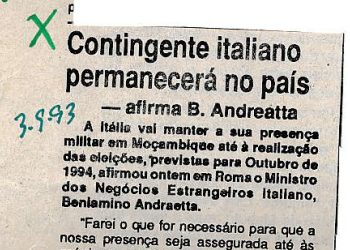 X
Contingente italiano
permanecerá no país
— afirma B. Andreatta
3.9.93
A Itália vai manter a sua presença
militar em Moçambique até à realização
das eleições, previstas para Outubro de
1994, afirmou ontem em Roma o Ministro
dos Negócios Estrangeiros italiano,
Beniamino Andraetta.
"Farei o que for necessário para que a
nossa presença seja assegurada até às